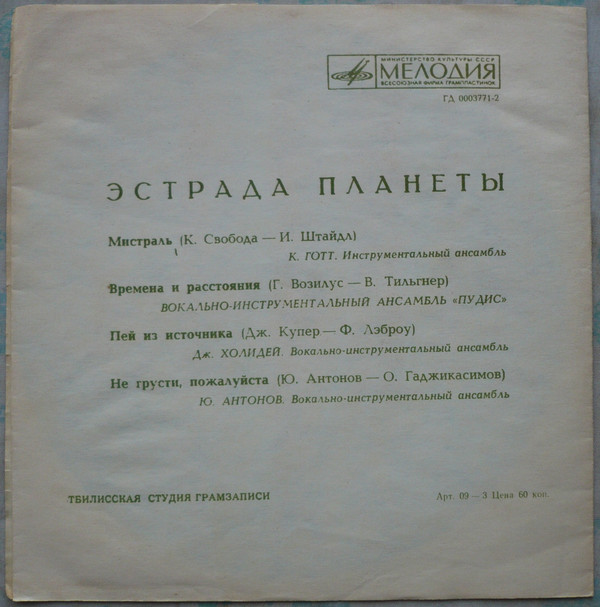 МИНИСТЕРСТВО КУЛЬТУРЫ СССР
МЕЛОДИЯ
ВСЕСОЮЗНАЯ ФИРМА ГРАМПЛАСТИНОК
ГД 0003771-2
ЭСТРАДА ПЛАНЕТЫ
Мистраль (К. Свобода — И. Штайдл)
К. ГОТТ. Инструментальный ансамбль
Времена и расстояния (Г. Возилус — В. Тильгнер)
ВОКАЛЬНО-ИНСТРУМЕНТАЛЬНЫЙ АНСАМБЛЬ «ПУДИС»
Пей из источника (Дж. Купер — Ф. Лэброу)
Дж. ХОЛИДЕЙ. Вокально-инструментальный ансамбль
Не грусти, пожалуйста (Ю. Антонов — О. Гаджикасимов)
Ю. АНТОНОВ. Вокально-инструментальный ансамбль
ТБИЛИССКАЯ СТУДИЯ ГРАМЗАПИСИ
Арт. 09 — 3 Цена 60 коп.